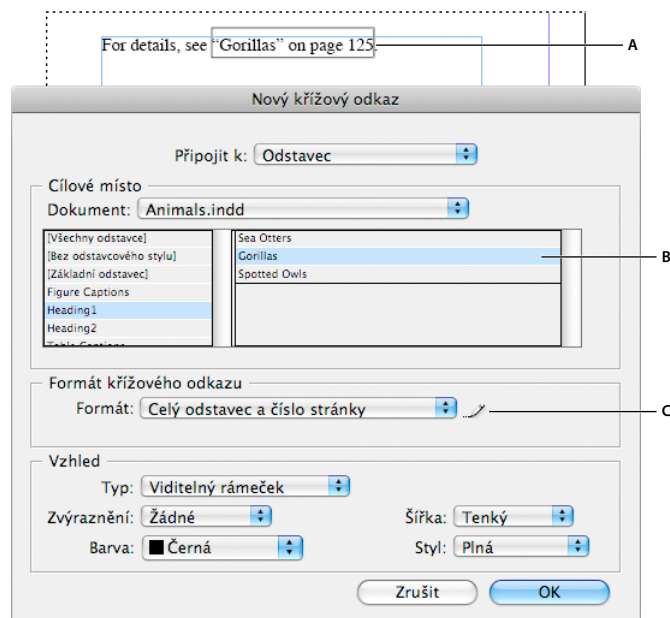 For details, see “Gorillas” on page 125.
A
Nový křížový odkaz
Připojit k: Odstavec
Cílové místo
Dokument: Animals.indd
[Všechny odstavce]
[Bez odstavcového stylu]
[Základní odstavec]
Figure Captions
Heading1
Heading2
Table Captions
Sea Otters
Gorillas
Spotted Owls
B
Formát křížového odkazu
Formát: Celý odstavec a číslo stránky
C
Vzhled
Typ: Viditelný rámeček
Zvýraznění: Žádné
Šířka: Tenký
Barva: Černá
Styl: Plná
Zrušit
OK